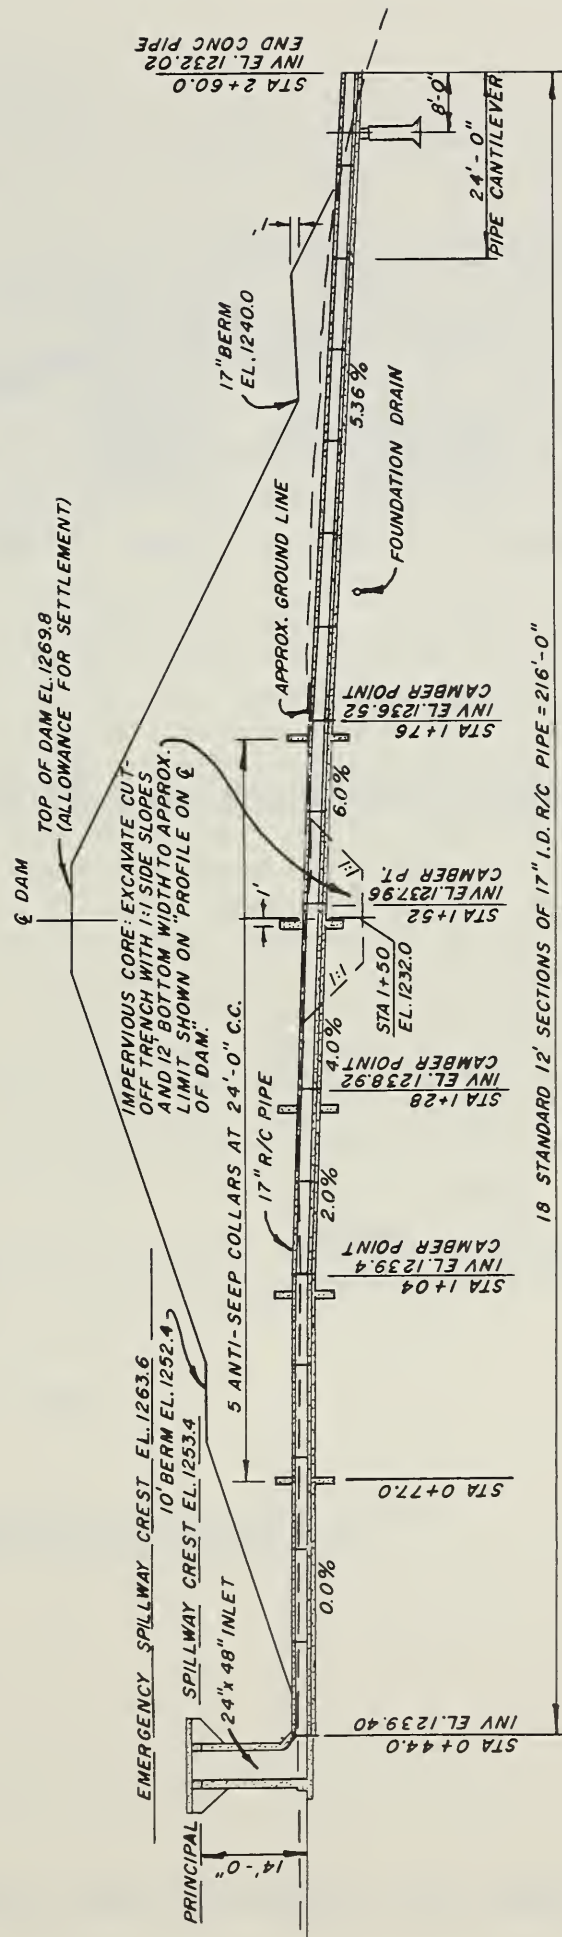 EMERGENCY SPILLWAY CREST EL.1263.6
10' BERM EL.1252.4
PRINCIPAL SPILLWAY CREST EL.1253.4
24"x 48" INLET
14'-0"
STA 0+44.0
INV EL.1239.40
0.0%
STA 0+77.0
5 ANTI-SEEP COLLARS AT 24'-0" C.C.
STA 1+04
INV EL.1239.4
CAMBER POINT
17" R/C PIPE
2.0%
STA 1+28
INV EL.1238.92
CAMBER POINT
4.0%
IMPERVIOUS CORE: EXCAVATE CUT-
OFF TRENCH WITH 1:1 SIDE SLOPES
AND 12' BOTTOM WIDTH TO APPROX.
LIMIT SHOWN ON "PROFILE ON ℄
OF DAM."
℄ DAM
TOP OF DAM EL.1269.8
(ALLOWANCE FOR SETTLEMENT)
1'
1:1
1:1
STA 1+50
EL.1232.0
STA 1+52
INV EL.1237.96
CAMBER PT.
6.0%
STA 1+76
INV EL.1236.52
CAMBER POINT
APPROX. GROUND LINE
FOUNDATION DRAIN
5.36%
17" BERM
EL.1240.0
1'
STA 2+60.0
INV EL. 1232.02
END CONC PIPE
8'-0"
24'-0"
PIPE CANTILEVER
18 STANDARD 12' SECTIONS OF 17" I.D. R/C PIPE = 216'-0"